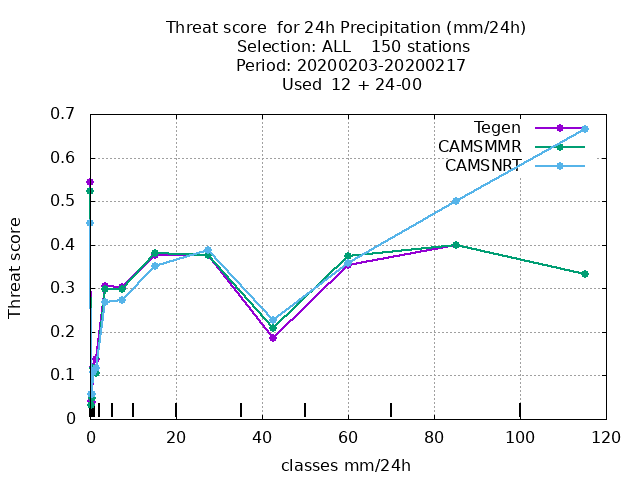 Threat score  for 24h Precipitation (mm/24h)
Selection: ALL    150 stations
Period: 20200203-20200217
Used  12 + 24-00
Threat score
0.7
0.6
0.5
0.4
0.3
0.2
0.1
0
Tegen
CAMSMMR
CAMSNRT
0 20 40 60 80 100 120
classes mm/24h